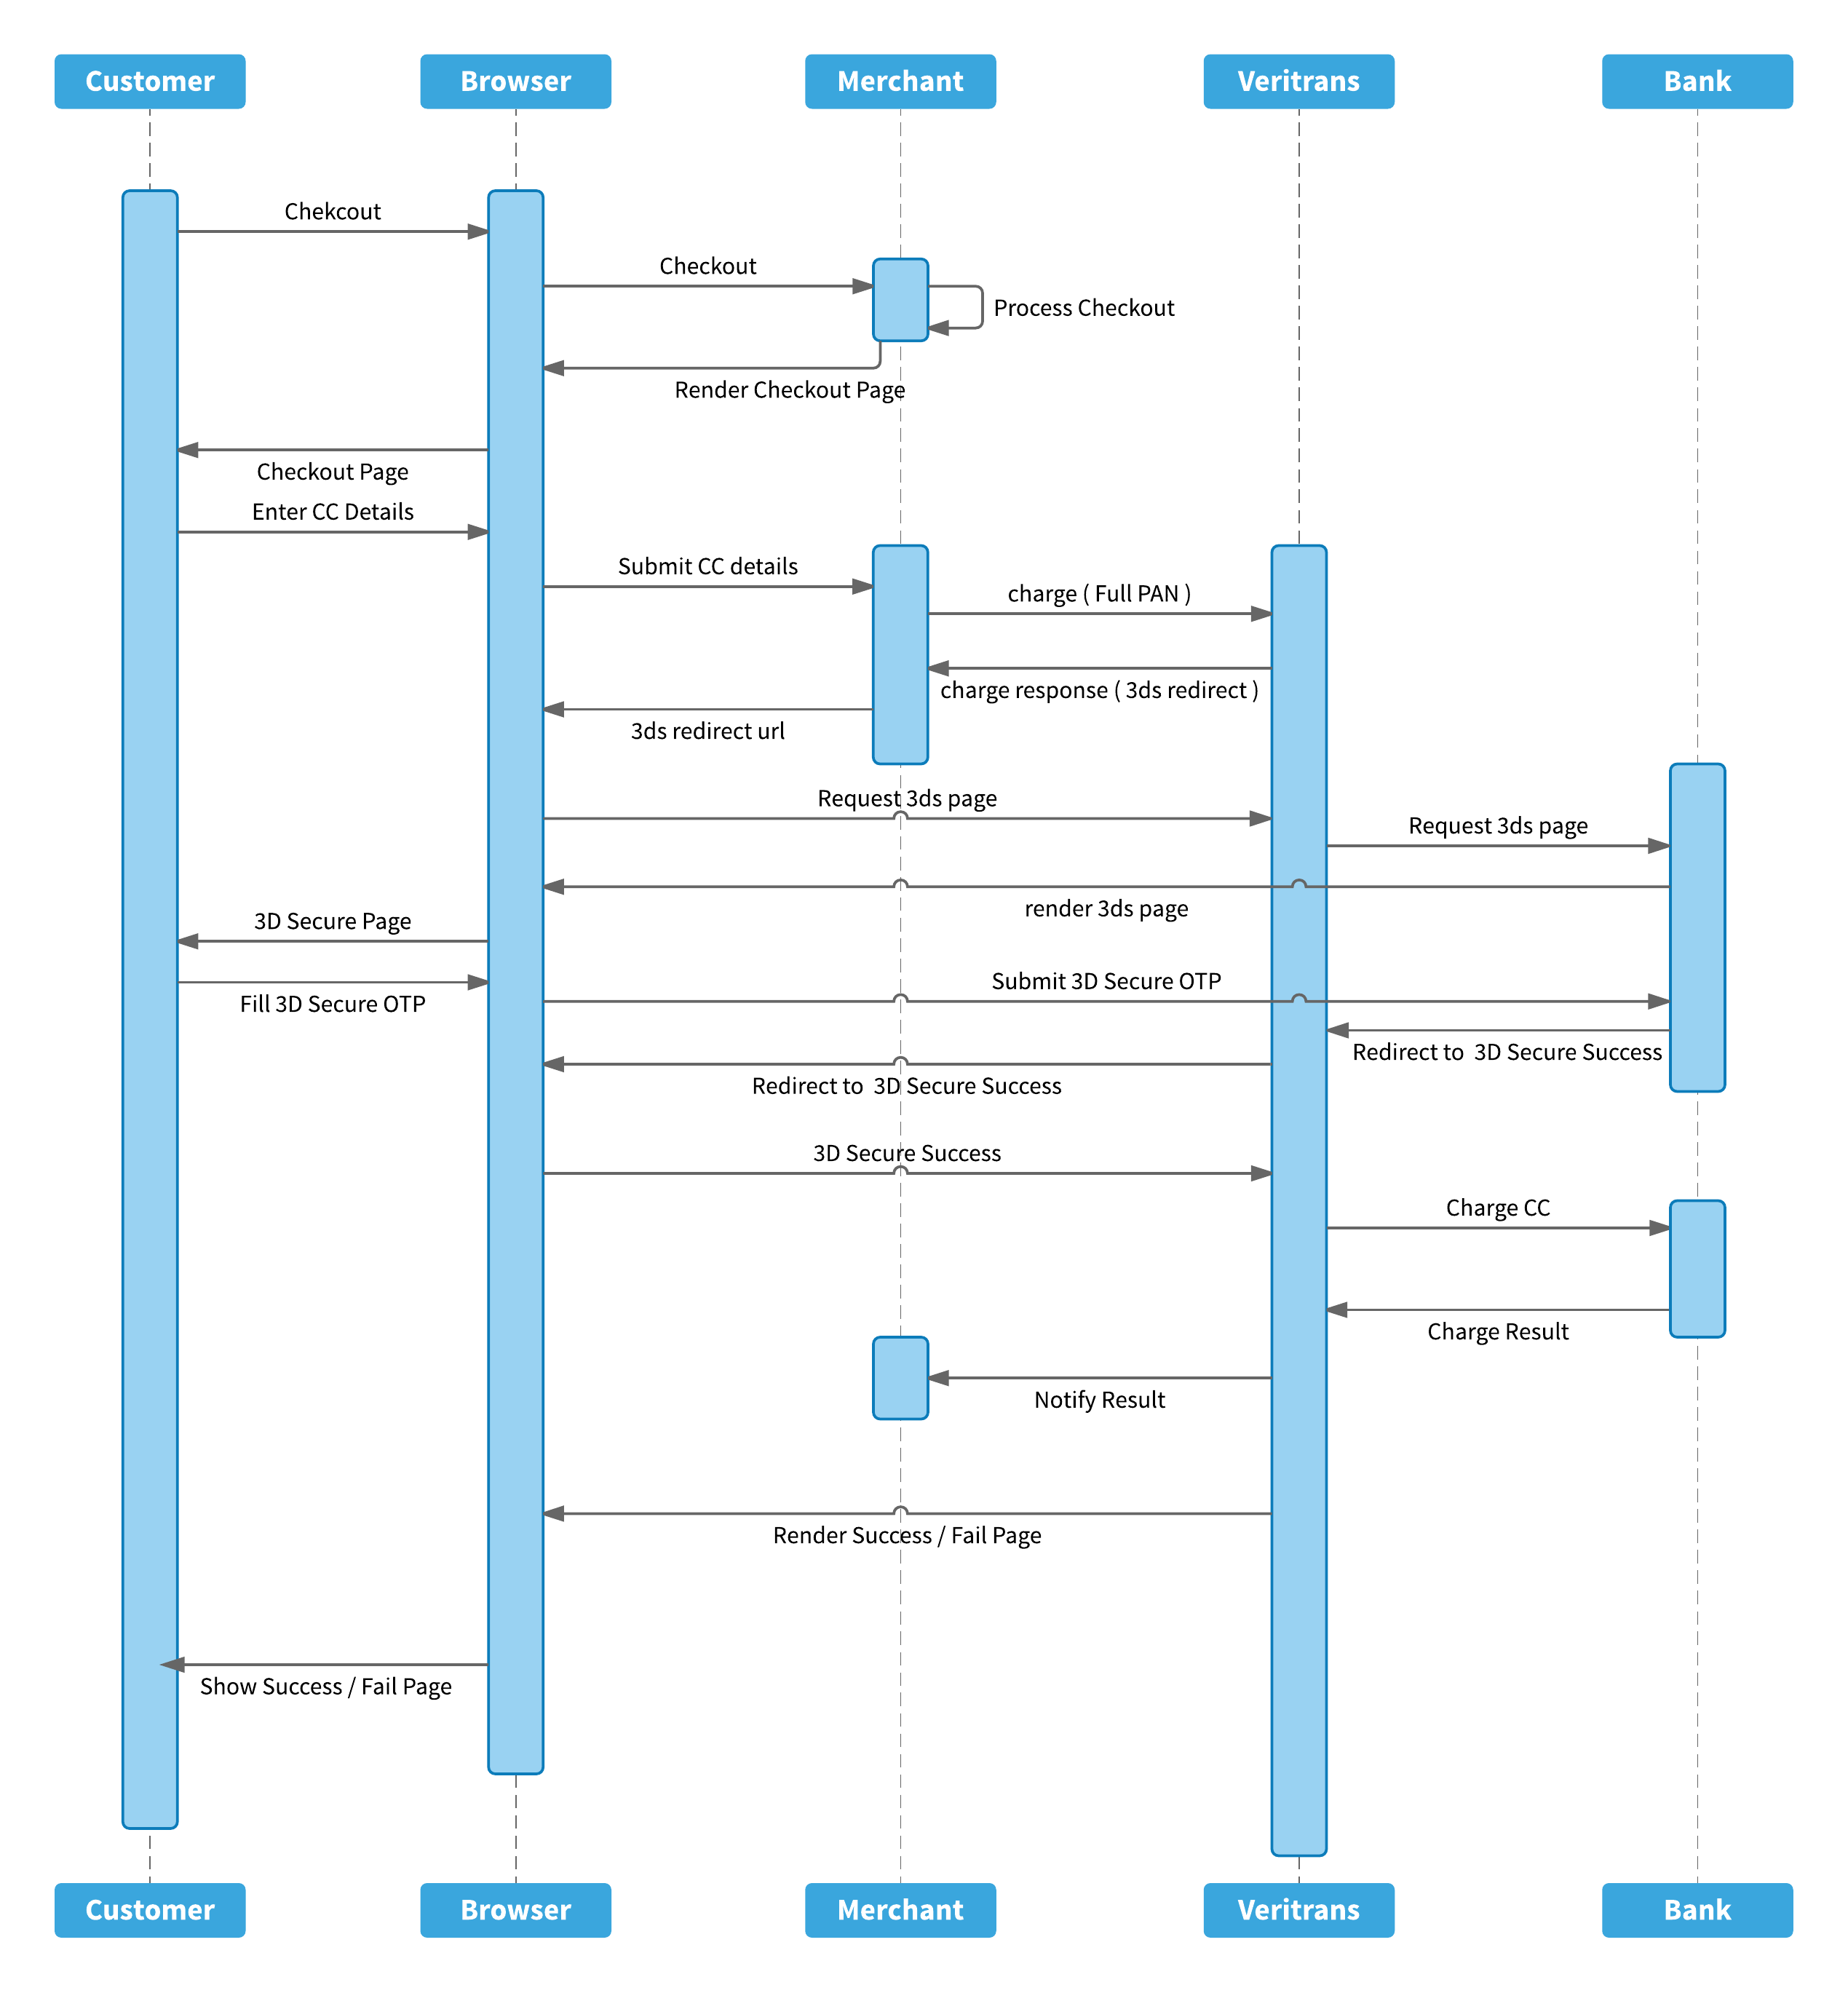 Customer
Browser
Merchant
Veritrans
Bank
Chekcout
Checkout
Process Checkout
Render Checkout Page
Checkout Page
Enter CC Details
Submit CC details
charge ( Full PAN )
charge response ( 3ds redirect )
3ds redirect url
Request 3ds page
Request 3ds page
render 3ds page
3D Secure Page
Submit 3D Secure OTP
Fill 3D Secure OTP
Redirect to  3D Secure Success
Redirect to  3D Secure Success
3D Secure Success
Charge CC
Charge Result
Notify Result
Render Success / Fail Page
Show Success / Fail Page
Customer
Browser
Merchant
Veritrans
Bank